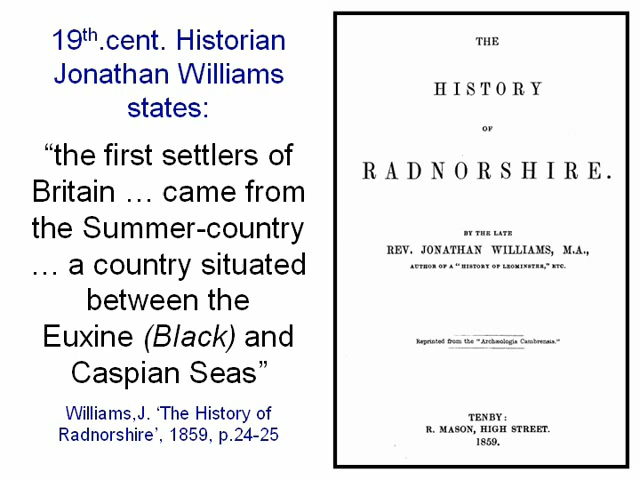 19th.cent. Historian
Jonathan Williams
states:
“the first settlers of
Britain … came from
the Summer-country
… a country situated
between the
Euxine (Black) and
Caspian Seas”
Williams,J. ‘The History of
Radnorshire’, 1859, p.24-25
THE
HISTORY
OF
RADNORSHIRE.
BY THE LATE
REV. JONATHAN WILLIAMS, M.A.,
AUTHOR OF A "HISTORY OF LEOMINSTER," ETC.
Reprinted from the "Archæologia Cambrensis."
TENBY:
R. MASON, HIGH STREET.
1859.